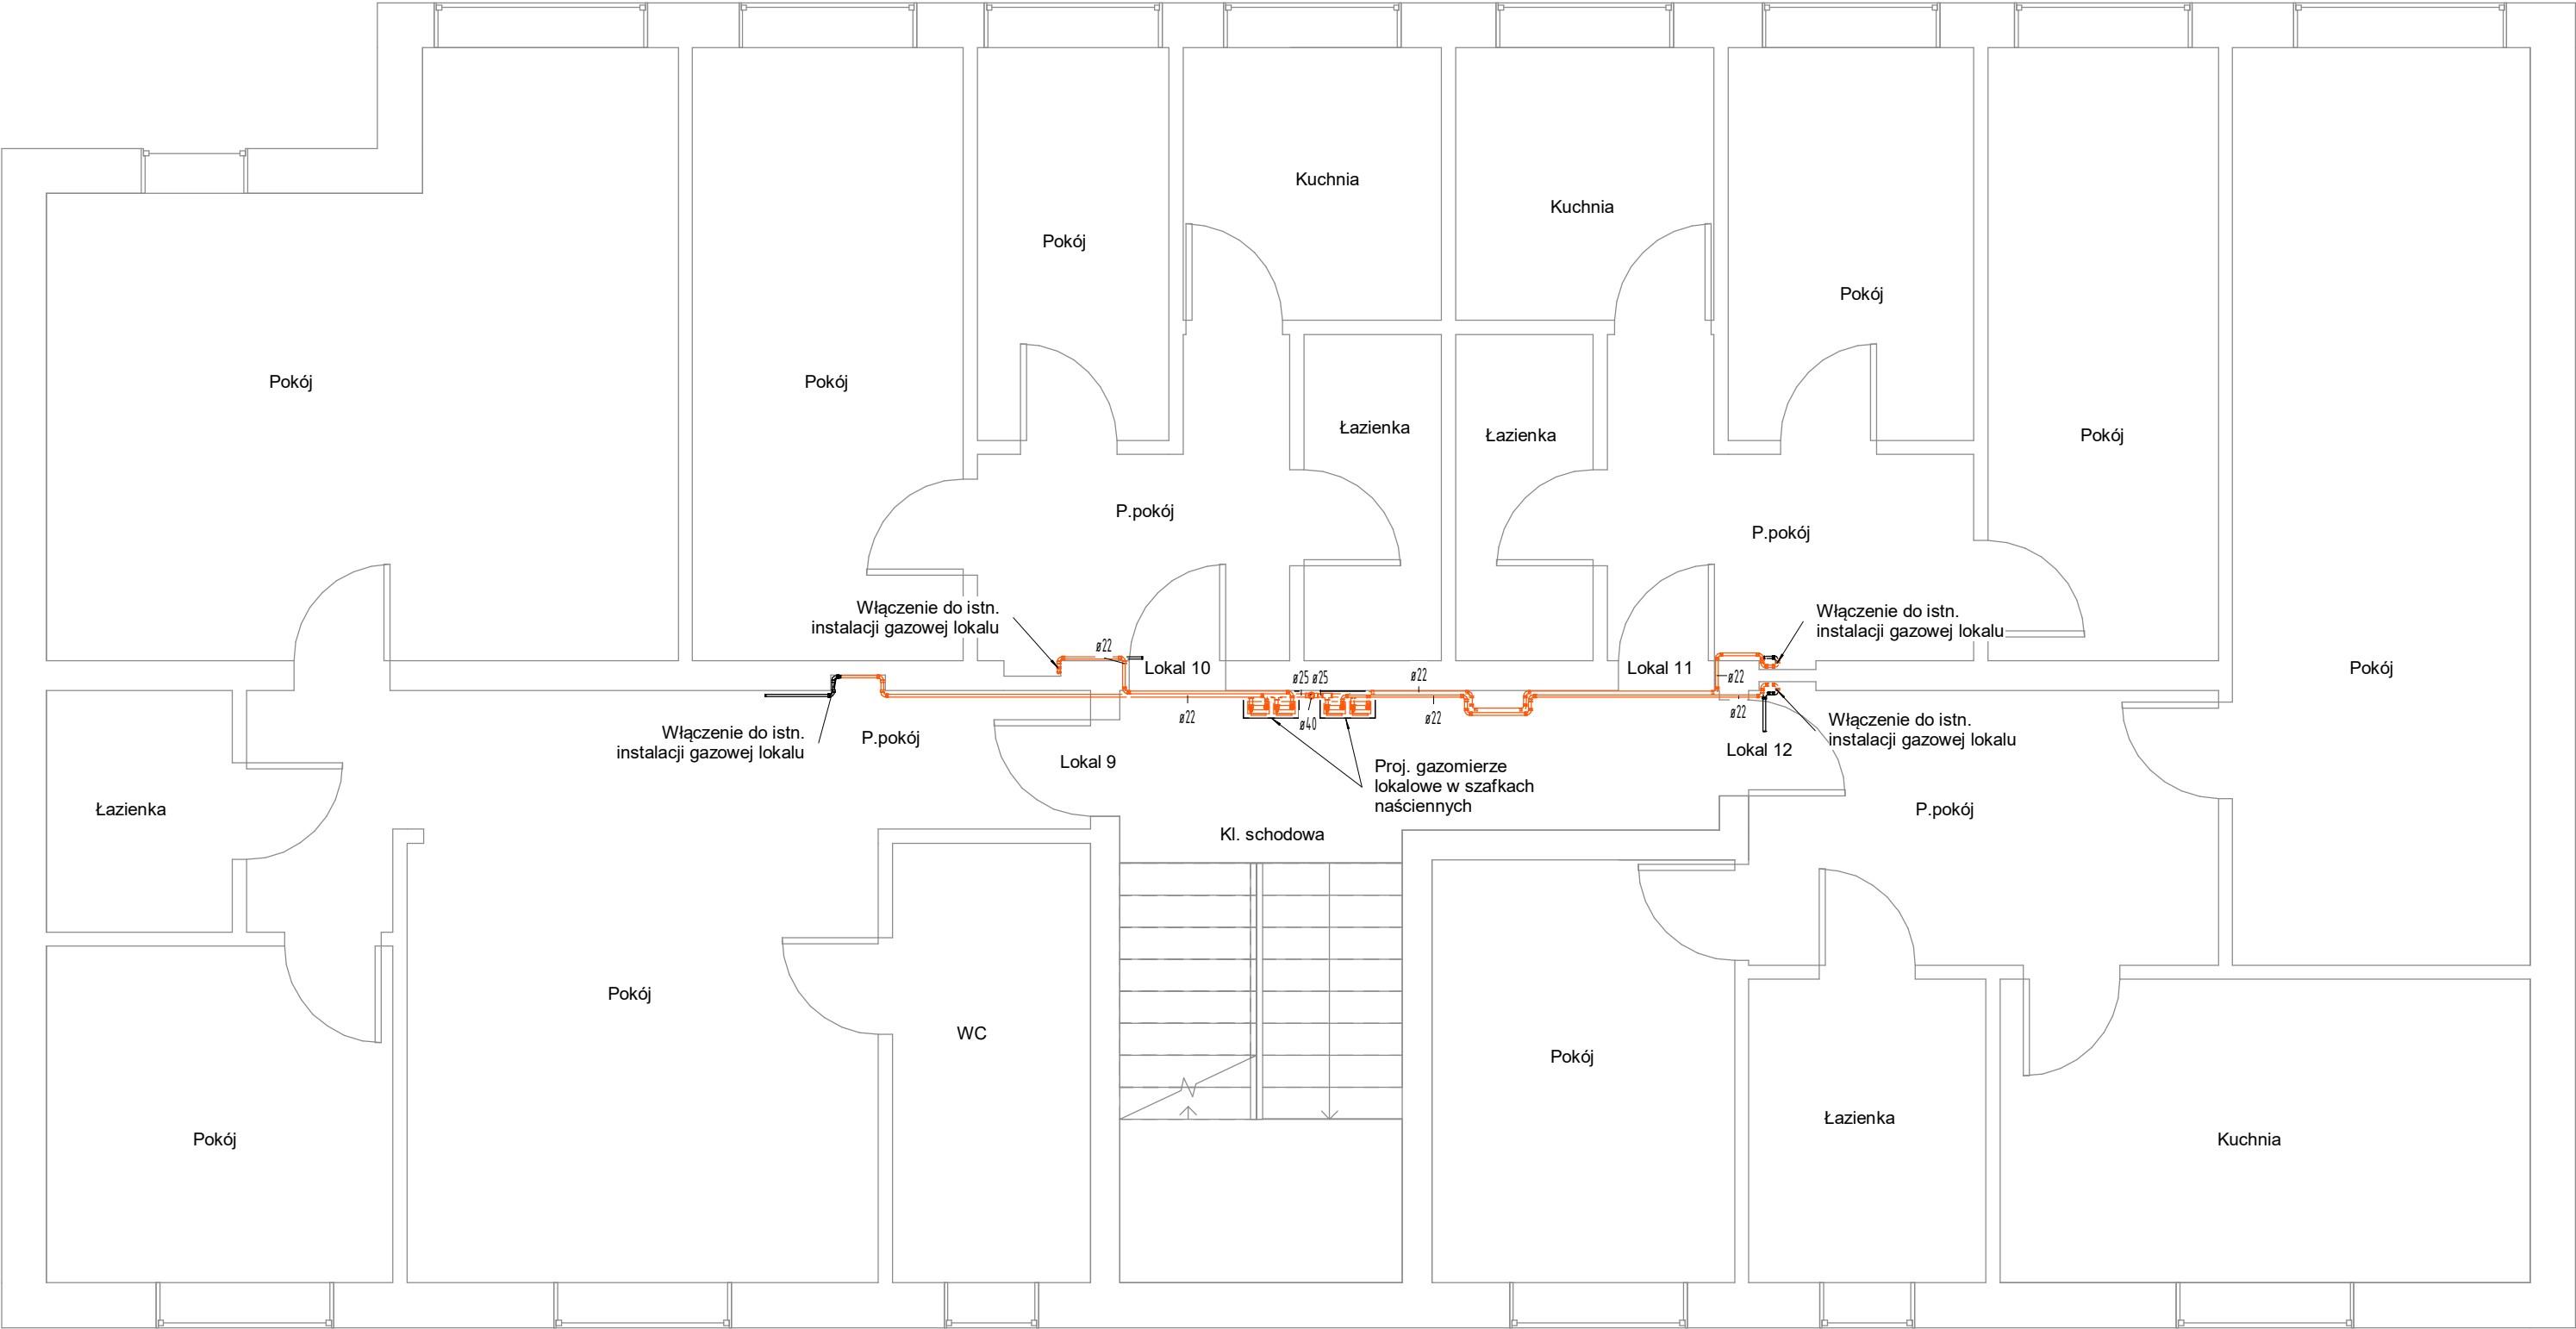 Kuchnia
Kuchnia
Pokój
Pokój
Pokój
Pokój
Łazienka
Łazienka
Pokój
P.pokój
P.pokój
Włączenie do istn.
instalacji gazowej lokalu
Włączenie do istn.
instalacji gazowej lokalu
ø22
Lokal 10
Lokal 11
Pokój
ø25 ø25
ø22
ø22
ø22
ø40
ø22
ø22
Włączenie do istn.
instalacji gazowej lokalu
P.pokój
Lokal 9
Lokal 12
Włączenie do istn.
instalacji gazowej lokalu
Proj. gazomierze
lokalowe w szafkach
naściennych
Łazienka
Kl. schodowa
P.pokój
Pokój
WC
Pokój
Łazienka
Pokój
Kuchnia